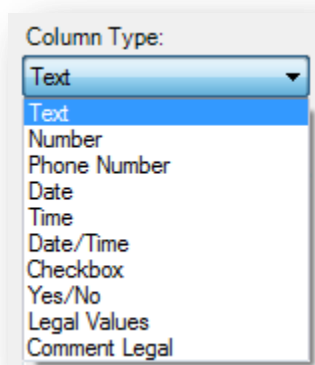 Column Type:
Text
Text
Number
Phone Number
Date
Time
Date/Time
Checkbox
Yes/No
Legal Values
Comment Legal